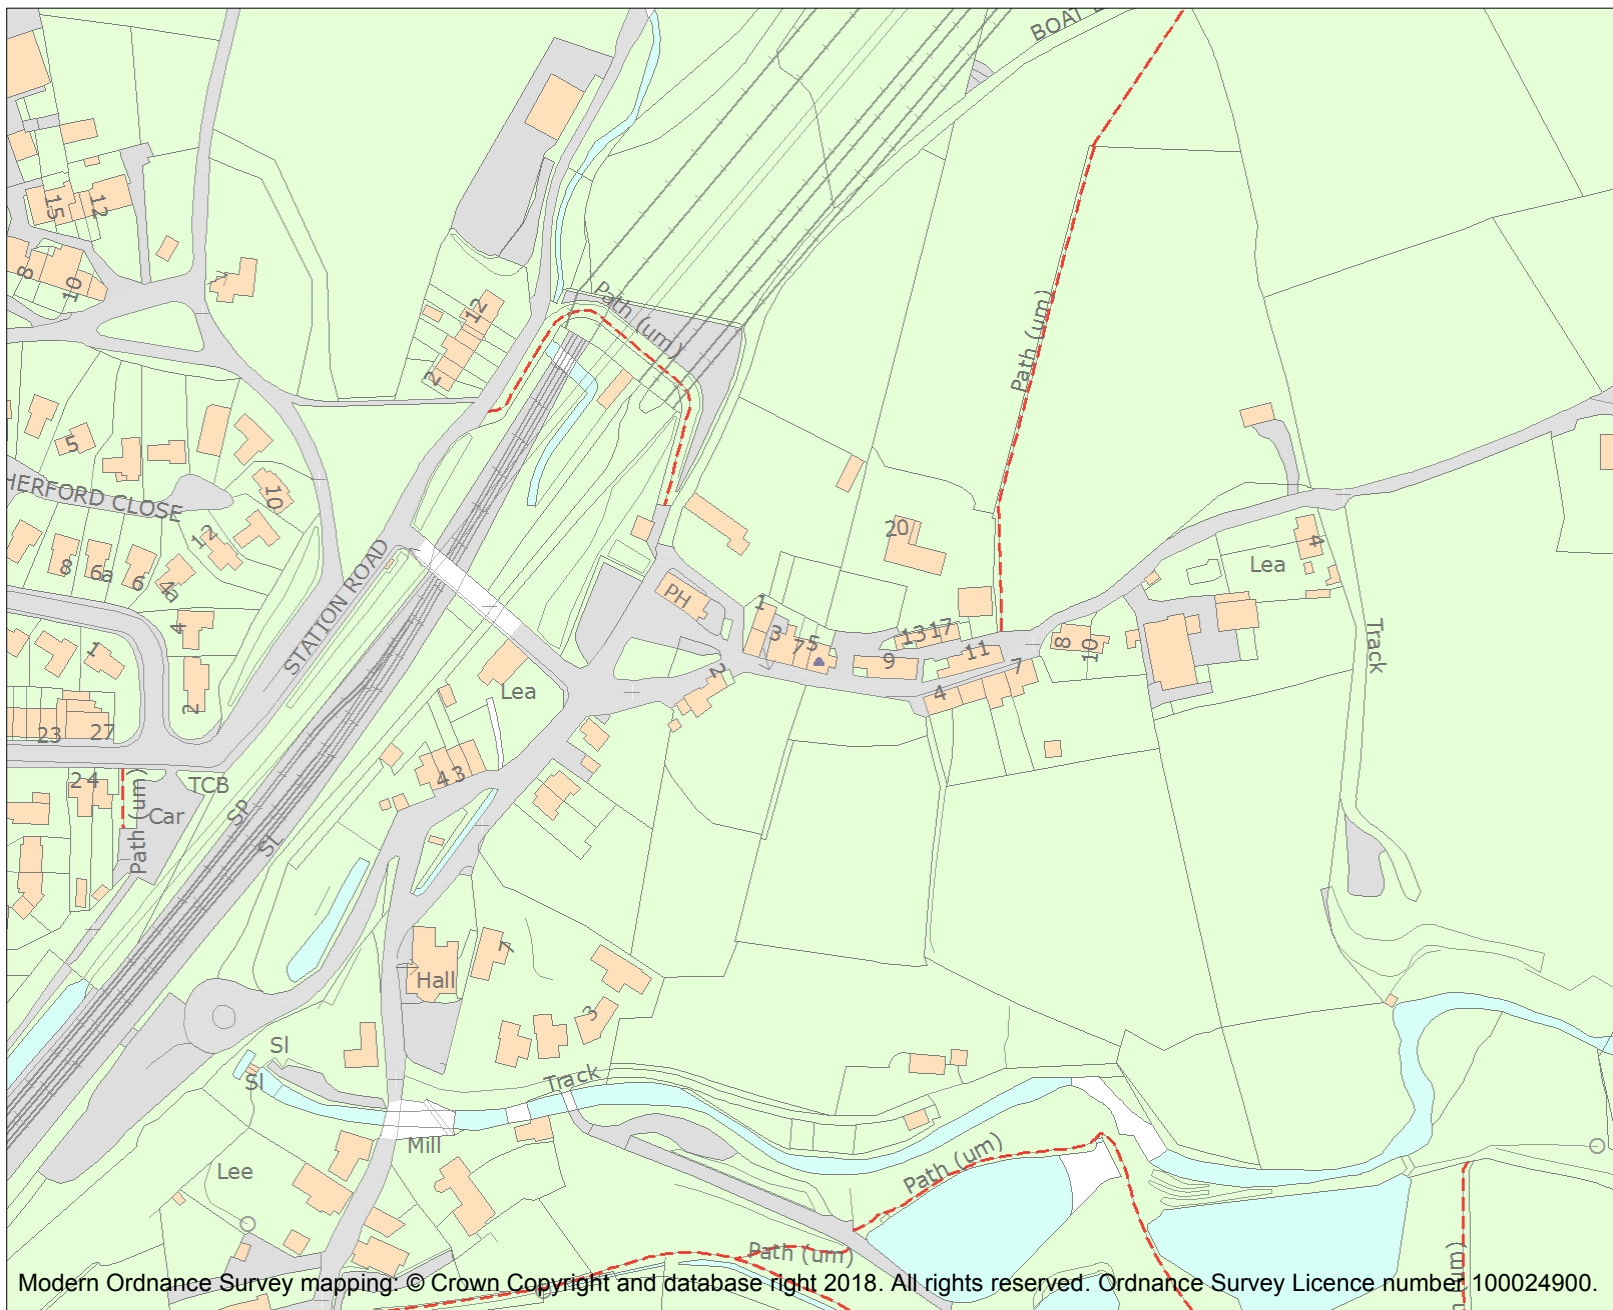 BOAT
15
12
8
10
7
12
2
Path (um)
Path (um)
5
HERFORD CLOSE
10
12
8
6a
6
4a
4
1
2
STATION ROAD
20
4
Lea
PH
1
3
7
5
13
17
9
11
7
8
10
4
2
Track
Lea
23
27
24
TCB
Car
Path (um)
SP
SL
43
Hall
7
3
Sl
Sl
Track
Mill
Lee
Path (um)
Path (um)
(um)
Modern Ordnance Survey mapping: © Crown Copyright and database right 2018. All rights reserved. Ordnance Survey Licence number 100024900.